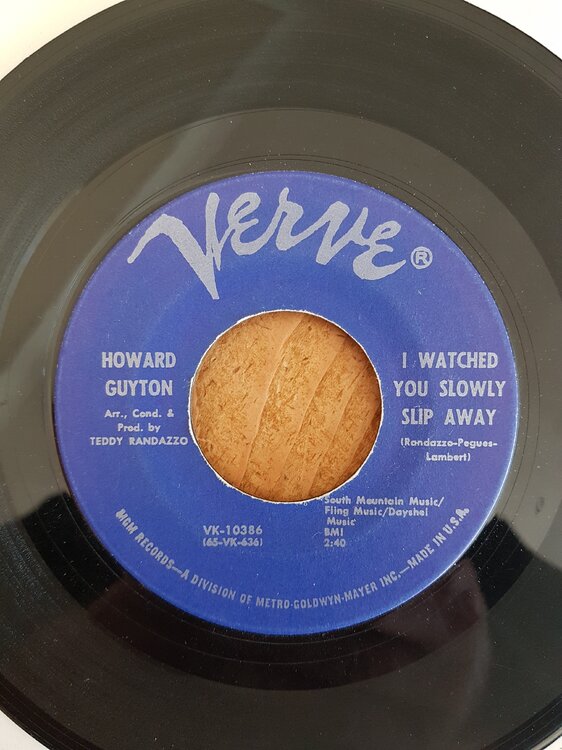 VERVE®
HOWARD
GUYTON
Arr., Cond. &
Prod. by
TEDDY RANDAZZO
I WATCHED
YOU SLOWLY
SLIP AWAY
(Randazzo-Pegues-
Lambert)
VK-10386
(65-VK-636)
South Mountain Music/
Fling Music/Dayshel
Music
BMI
2:40
MGM RECORDS—A DIVISION OF METRO-GOLDWYN-MAYER INC.—MADE IN U.S.A.